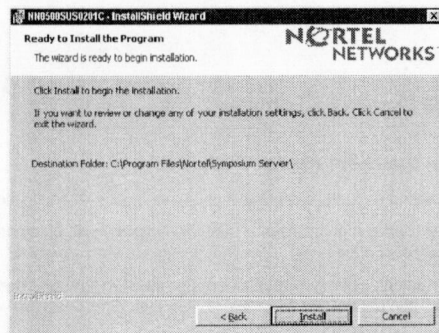 NN0500SUS0201C - InstallShield Wizard
Ready to Install the Program
The wizard is ready to begin installation.
NORTEL
NETWORKS
Click Install to begin the installation.
If you want to review or change any of your installation settings, click Back. Click Cancel to
exit the wizard.
Destination Folder: C:\Program Files\Nortel\Symposium Server\
InstallShield
< Back
Install
Cancel